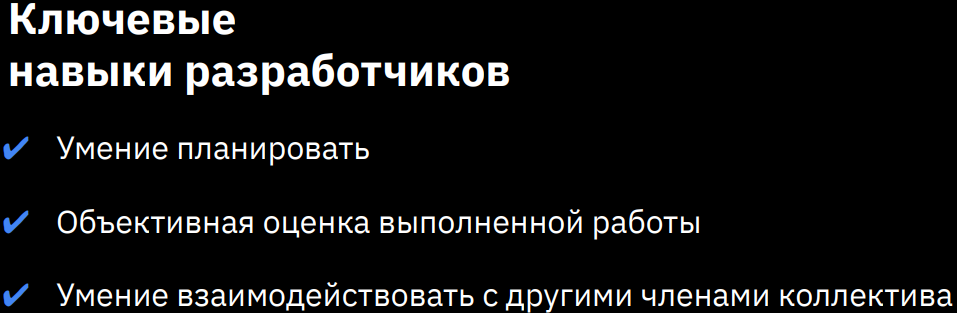 Ключевые
навыки разработчиков
✔ Умение планировать
✔ Объективная оценка выполненной работы
✔ Умение взаимодействовать с другими членами коллектива